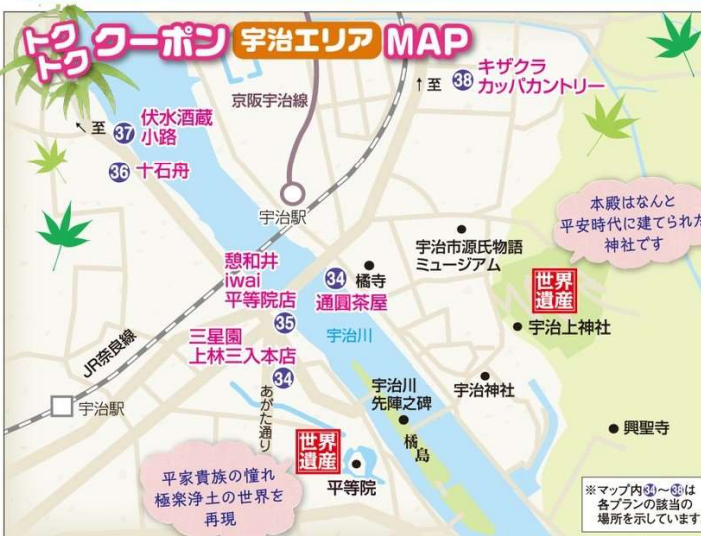 トク
トク クーポン 宇治エリア MAP
京阪宇治線
↑至 38 キザクラ
カッパカントリー
↖至 37 伏水酒蔵
小路
36 十石舟
宇治駅
本殿はなんと
平安時代に建てられた
神社です
宇治市源氏物語
ミュージアム
世界
遺産
宇治上神社
憩和井
iwai
平等院店
35
34 橘寺
通圓茶屋
宇治川
三星園
上林三入本店
34
JR奈良線
宇治駅
あがた通り
宇治川
先陣之碑
宇治神社
橘島
興聖寺
世界
遺産
平等院
平家貴族の憧れ
極楽浄土の世界を
再現
※マップ内34～38は
各プランの該当の
場所を示しています